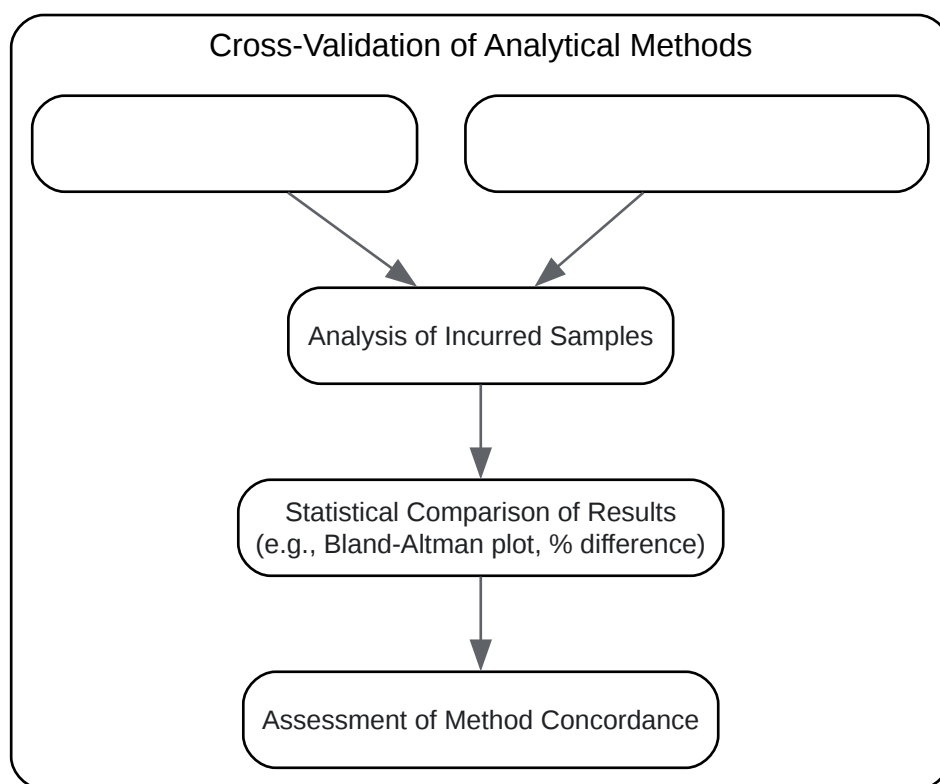 Cross-Validation of Analytical Methods
Analysis of Incurred Samples
Statistical Comparison of Results
(e.g., Bland-Altman plot, % difference)
Assessment of Method Concordance